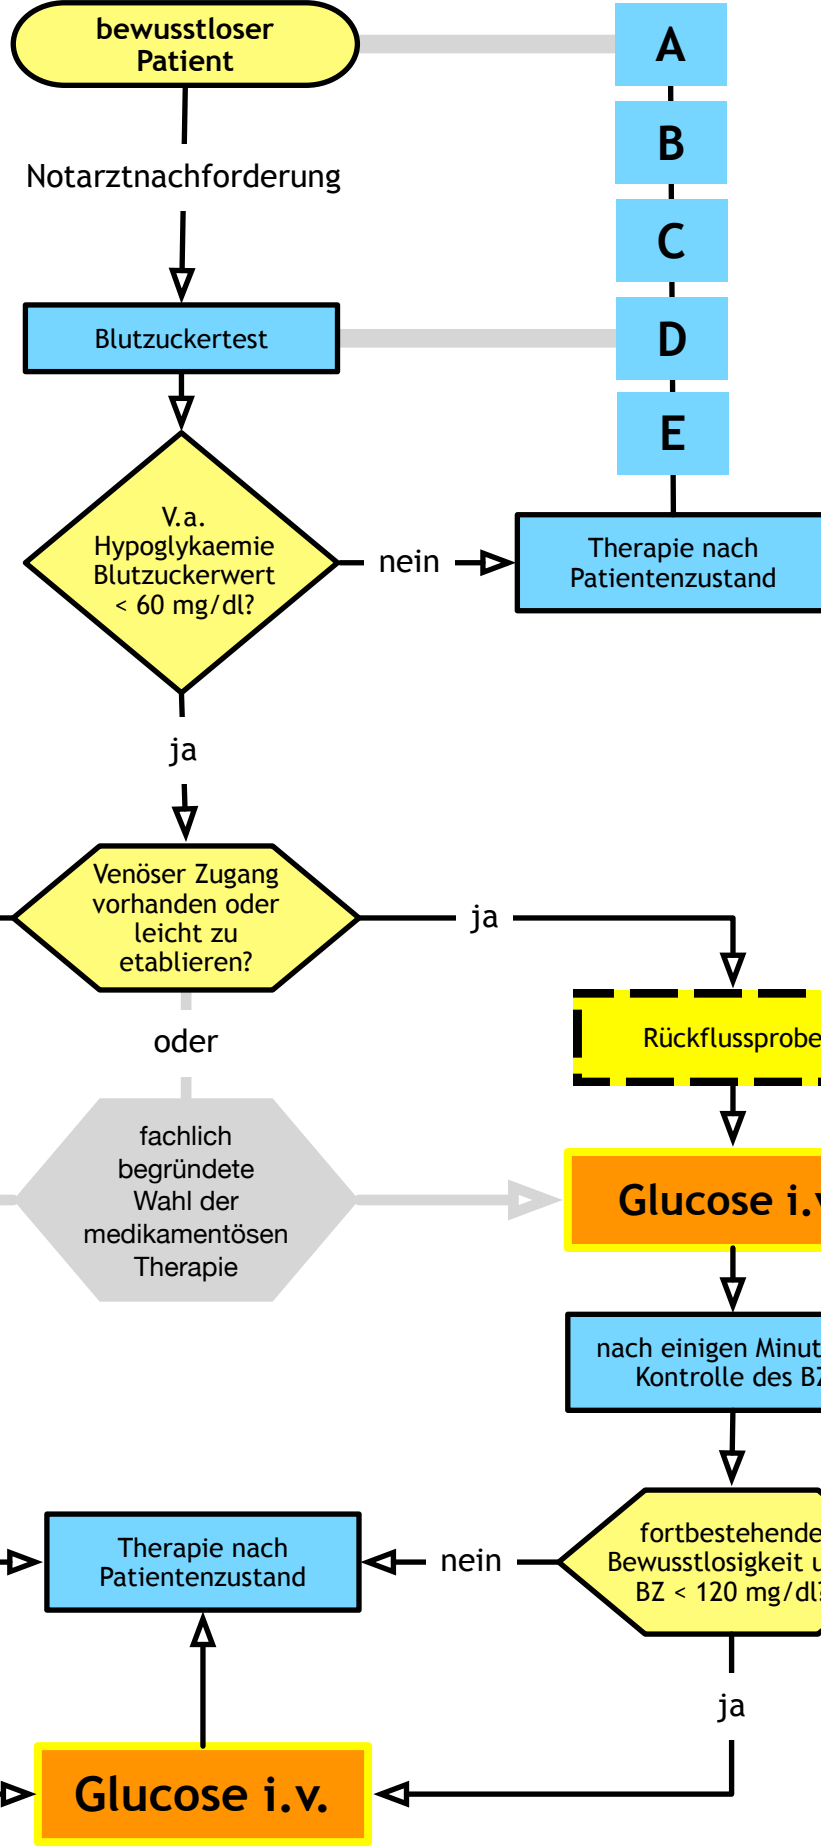 bewusstloser
Patient
A
B
Notarztnachforderung
C
Blutzuckertest
D
E
V.a.
Hypoglykaemie
Blutzuckerwert
< 60 mg/dl?
nein
Therapie nach
Patientenzustand
ja
Venöser Zugang
vorhanden oder
leicht zu
etablieren?
ja
oder
Rückflussprobe
fachlich
begründete
Wahl der
medikamentösen
Therapie
Glucose i.v
nach einigen Minut
Kontrolle des BZ
fortbestehende
Bewusstlosigkeit u
BZ < 120 mg/dl?
nein
Therapie nach
Patientenzustand
ja
Glucose i.v.